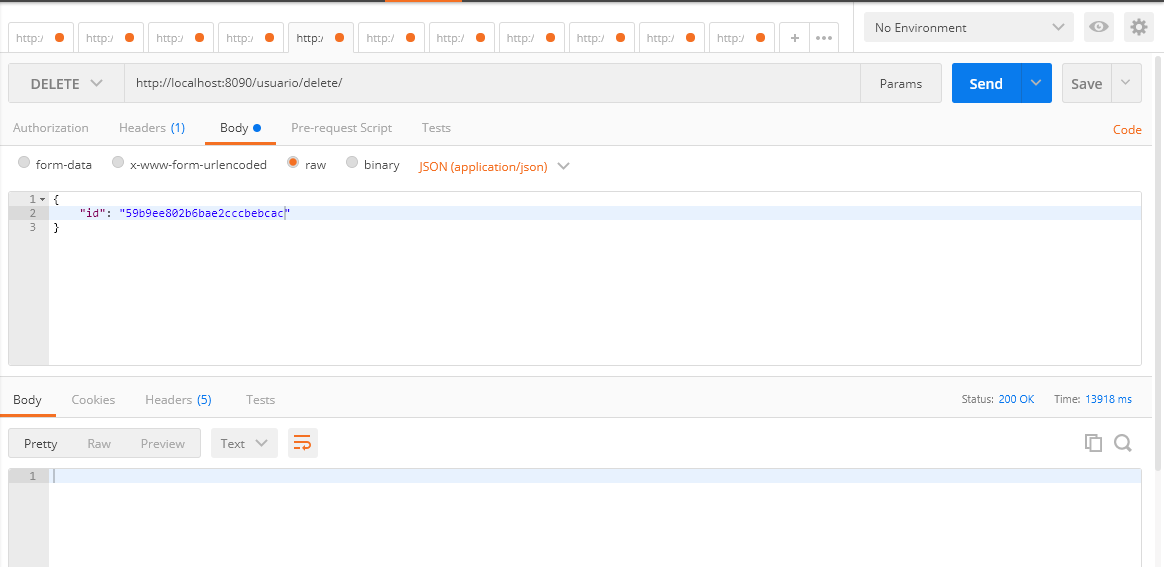 http:/ http:/ http:/ http:/ http:/ http:/ http:/ http:/ http:/ http:/ http:/ + ••• No Environment
DELETE http://localhost:8090/usuario/delete/ Params Send Save
Authorization Headers (1) Body Pre-request Script Tests Code
form-data x-www-form-urlencoded raw binary JSON (application/json)
1 {
2 "id": "59b9ee802b6bae2cccbebcac"
3 }
Body Cookies Headers (5) Tests Status: 200 OK Time: 13918 ms
Pretty Raw Preview Text
1